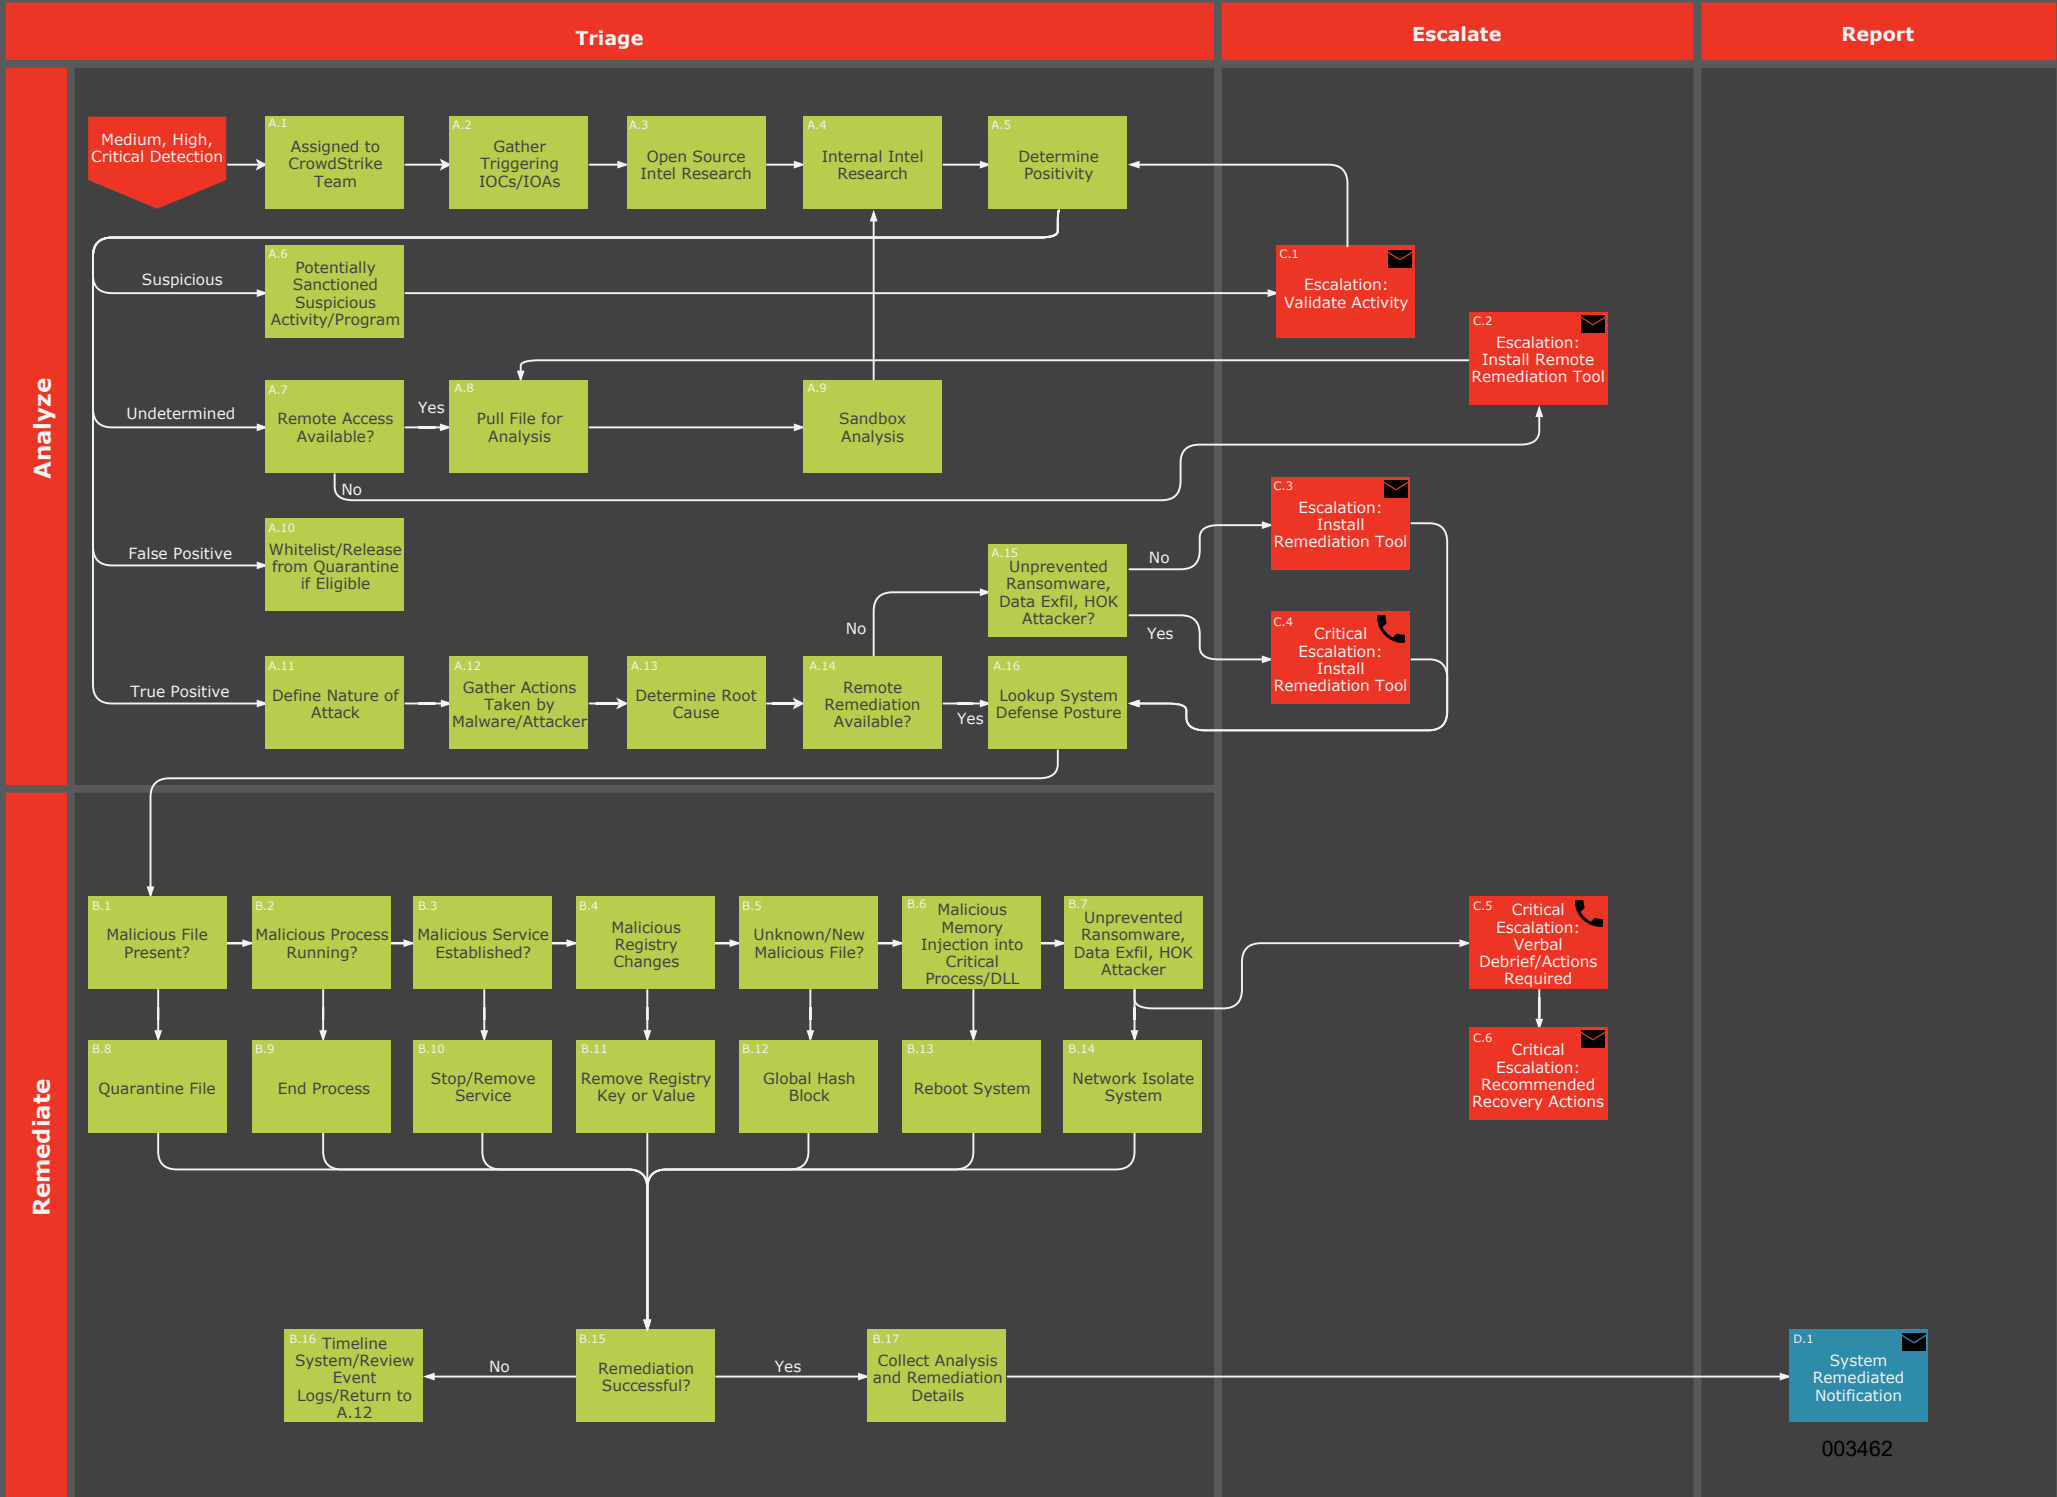 Triage
Escalate
Report
Analyze
Medium, High,
Critical Detection
A.1
Assigned to
CrowdStrike
Team
A.2
Gather
Triggering
IOCs/IOAs
A.3
Open Source
Intel Research
A.4
Internal Intel
Research
A.5
Determine
Positivity
Suspicious
A.6
Potentially
Sanctioned
Suspicious
Activity/Program
C.1
Escalation:
Validate Activity
C.2
Escalation:
Install Remote
Remediation Tool
Undetermined
A.7
Remote Access
Available?
Yes
No
A.8
Pull File for
Analysis
A.9
Sandbox
Analysis
False Positive
A.10
Whitelist/Release
from Quarantine
if Eligible
A.15
Unprevented
Ransomware,
Data Exfil, HOK
Attacker?
No
Yes
C.3
Escalation:
Install
Remediation Tool
C.4
Critical
Escalation:
Install
Remediation Tool
True Positive
A.11
Define Nature of
Attack
A.12
Gather Actions
Taken by
Malware/Attacker
A.13
Determine Root
Cause
A.14
Remote
Remediation
Available?
No
Yes
A.16
Lookup System
Defense Posture
Remediate
B.1
Malicious File
Present?
B.2
Malicious Process
Running?
B.3
Malicious Service
Established?
B.4
Malicious
Registry
Changes
B.5
Unknown/New
Malicious File?
B.6
Malicious
Memory
Injection into
Critical
Process/DLL
B.7
Unprevented
Ransomware,
Data Exfil, HOK
Attacker
C.5
Critical
Escalation:
Verbal
Debrief/Actions
Required
B.8
Quarantine File
B.9
End Process
B.10
Stop/Remove
Service
B.11
Remove Registry
Key or Value
B.12
Global Hash
Block
B.13
Reboot System
B.14
Network Isolate
System
C.6
Critical
Escalation:
Recommended
Recovery Actions
B.16
Timeline
System/Review
Event
Logs/Return to
A.12
No
B.15
Remediation
Successful?
Yes
B.17
Collect Analysis
and Remediation
Details
D.1
System
Remediated
Notification
003462